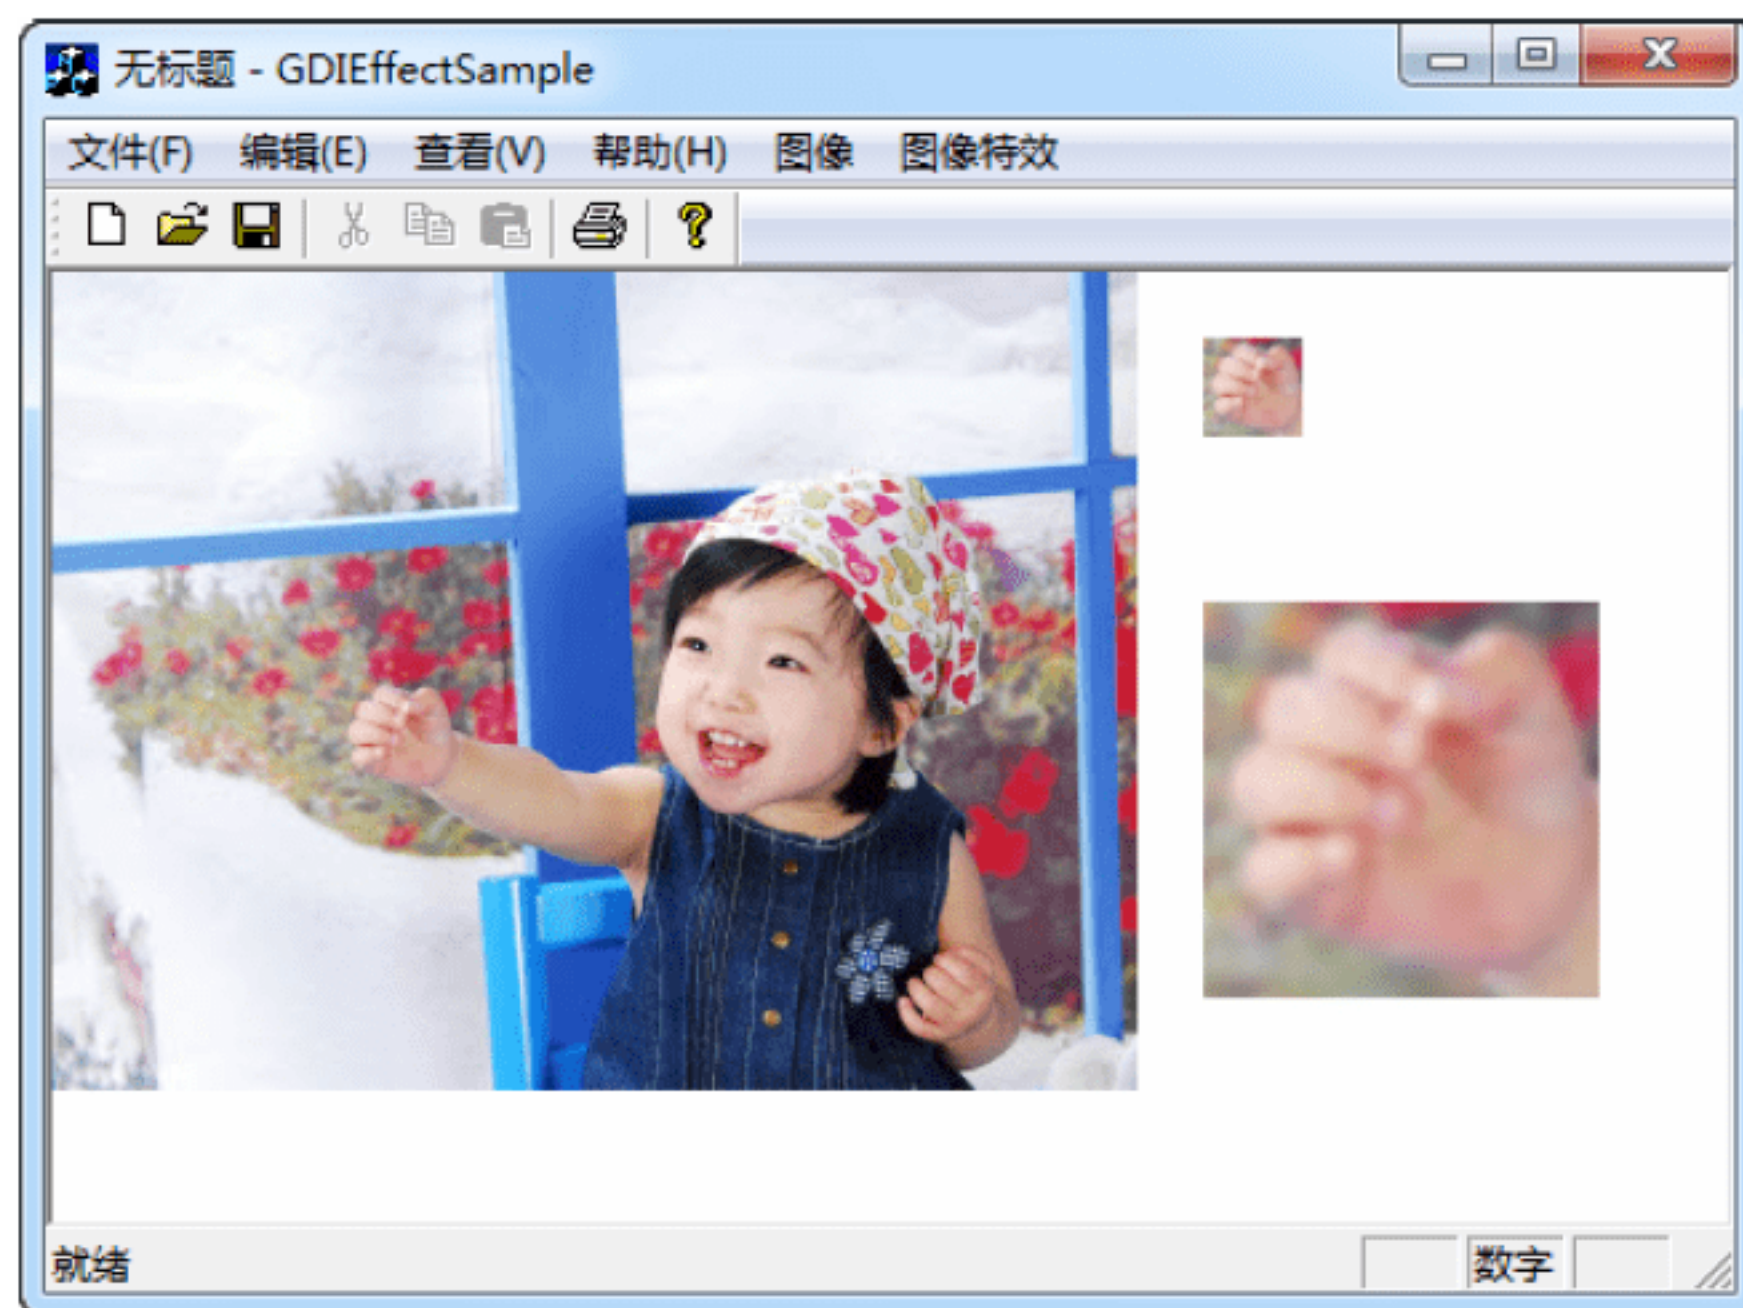 无标题 - GDIEffectSample
文件(F) 编辑(E) 查看(V) 帮助(H) 图像 图像特效
就绪 数字